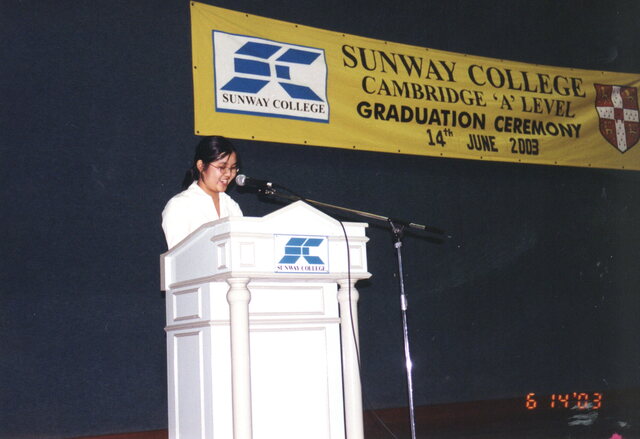 SUNWAY COLLEGE
SUNWAY COLLEGE
CAMBRIDGE 'A' LEVEL
GRADUATION CEREMONY
14th JUNE 2003
SUNWAY COLLEGE
6 14'03